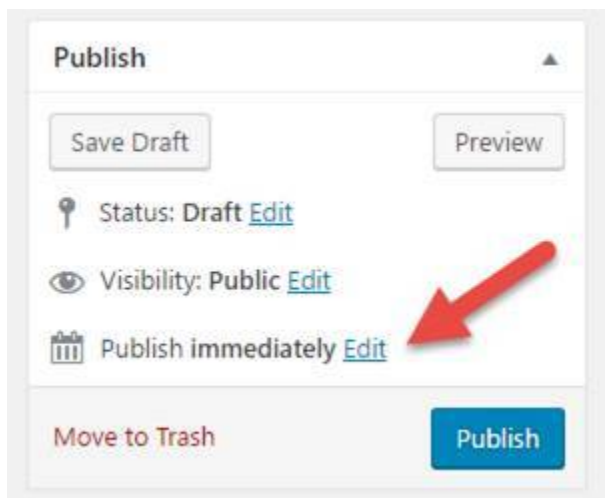 Publish
Save Draft Preview
Status: Draft Edit
Visibility: Public Edit
Publish immediately Edit
Move to Trash Publish